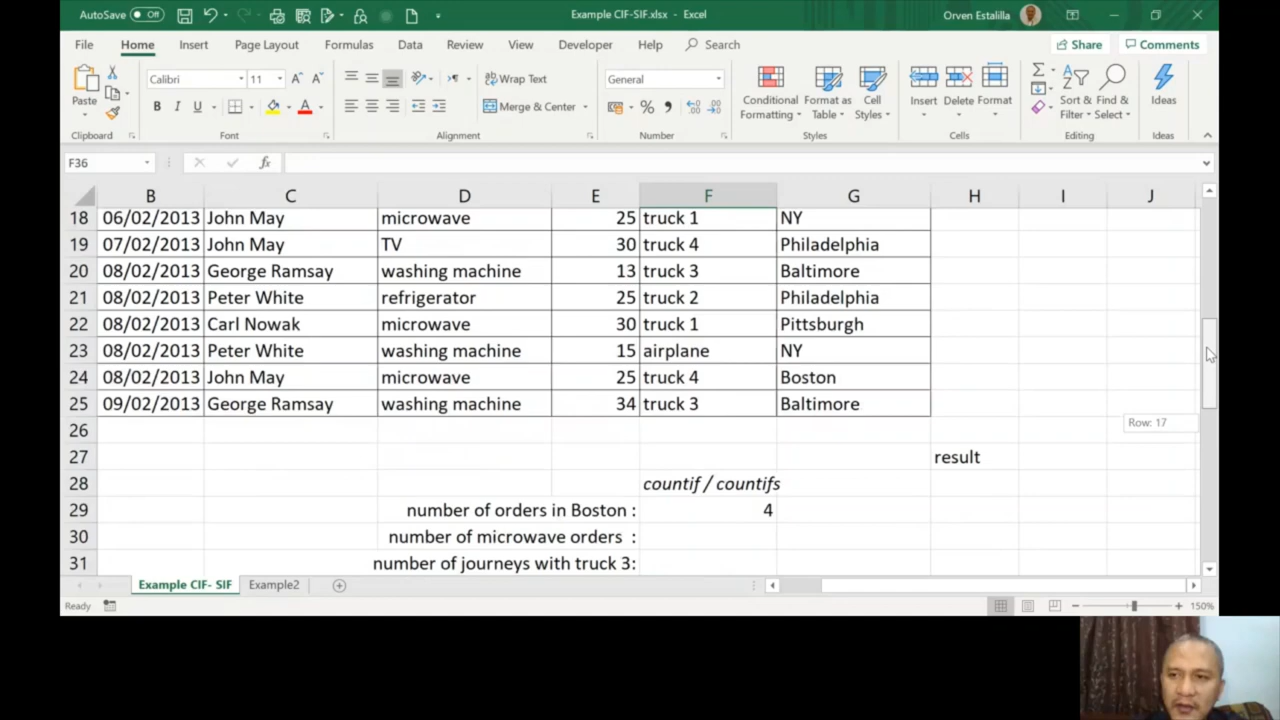 AutoSave Off
Example CIF-SIF.xlsx - Excel
Orven Estalilla
File Home Insert Page Layout Formulas Data Review View Developer Help Search Share Comments
Calibri 11 Wrap Text General
Paste B I U Merge & Center Conditional Formatting Format as Table Cell Styles Insert Delete Format Sort & Filter Find & Select Ideas
Clipboard Font Alignment Number Styles Cells Editing Ideas
F36 fx
B C D E F G H I J
18 06/02/2013 John May microwave 25 truck 1 NY
19 07/02/2013 John May TV 30 truck 4 Philadelphia
20 08/02/2013 George Ramsay washing machine 13 truck 3 Baltimore
21 08/02/2013 Peter White refrigerator 25 truck 2 Philadelphia
22 08/02/2013 Carl Nowak microwave 30 truck 1 Pittsburgh
23 08/02/2013 Peter White washing machine 15 airplane NY
24 08/02/2013 John May microwave 25 truck 4 Boston
25 09/02/2013 George Ramsay washing machine 34 truck 3 Baltimore
Row: 17
26
27 result
28 countif / countifs
29 number of orders in Boston : 4
30 number of microwave orders :
31 number of journeys with truck 3:
Example CIF- SIF Example2
Ready 150%